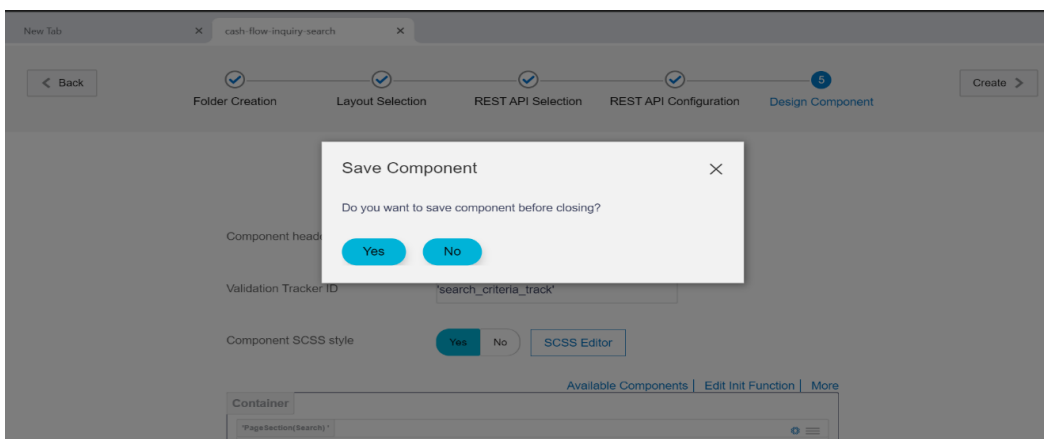 New Tab
cash-flow-inquiry-search
Back
5
Create
Folder Creation
Layout Selection
REST API Selection
REST API Configuration
Design Component
Save Component
Do you want to save component before closing?
Component head
Yes No
Validation Tracker ID 'search_criteria_track'
Component SCSS style Yes No SCSS Editor
Available Components | Edit Init Function | More
Container
'PageSection(Search) '